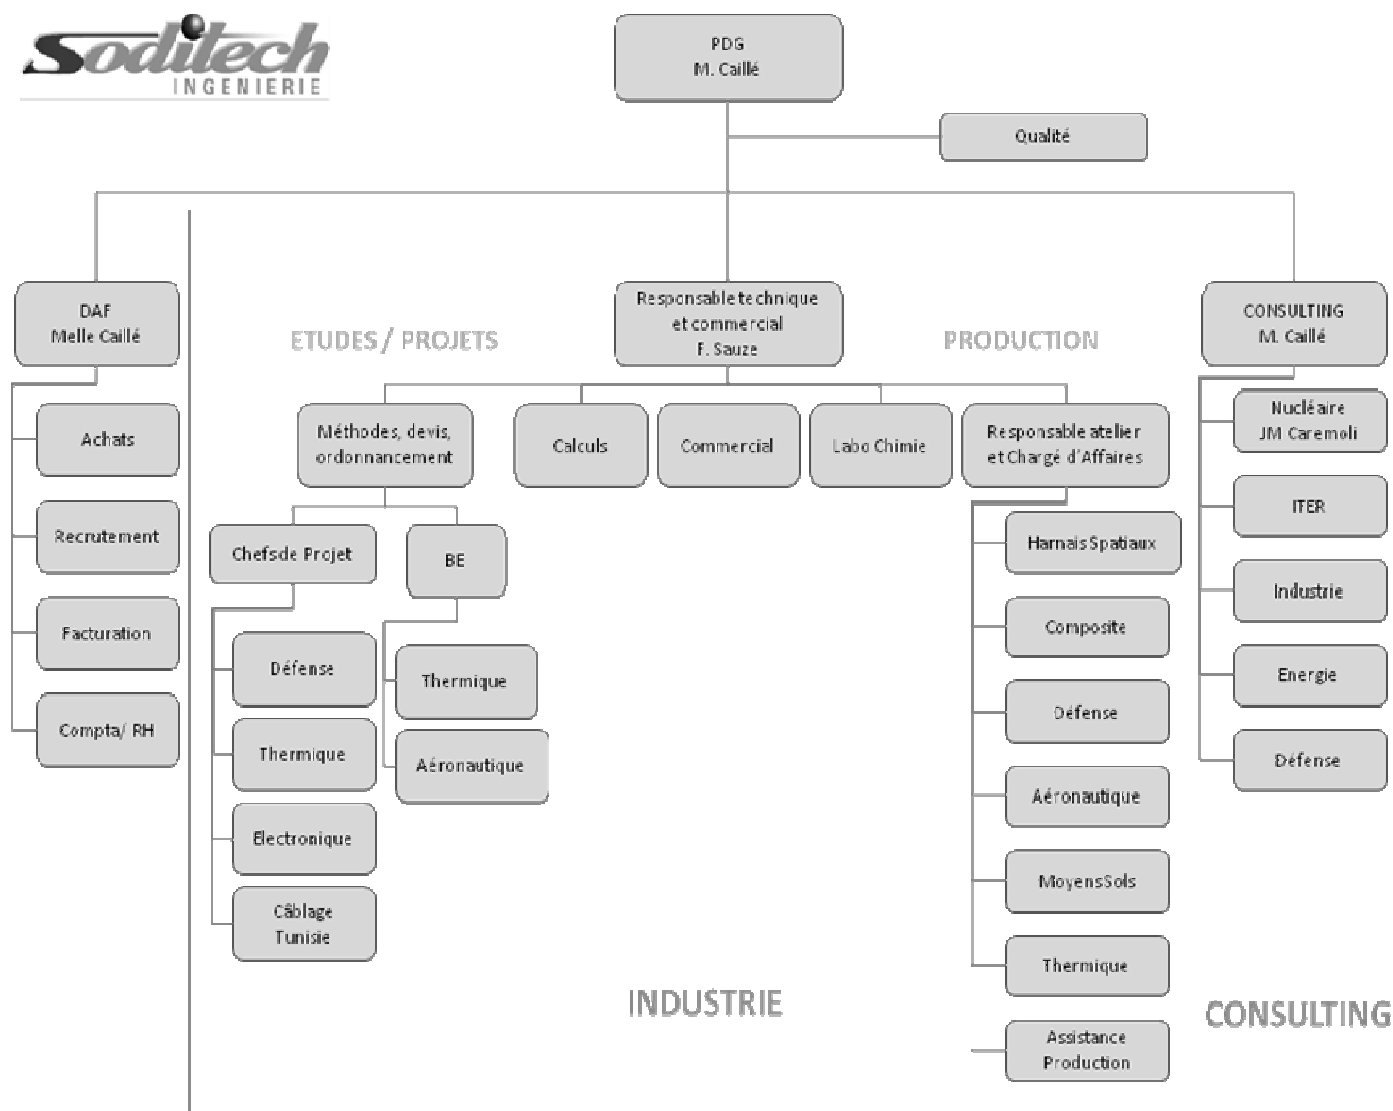 Soditech
INGENIERIE
PDG
M. Caillé
Qualité
DAF
Melle Caillé
Achats
Recrutement
Facturation
Compta/ RH
ETUDES / PROJETS
Responsable technique
et commercial
F. Sauze
PRODUCTION
CONSULTING
M. Caillé
Méthodes, devis,
ordonnancement
Calculs
Commercial
Labo Chimie
Responsable atelier
et Chargé d'Affaires
Chefs de Projet
BE
Défense
Thermique
Electronique
Câblage
Tunisie
Thermique
Aéronautique
Harnais Spatiaux
Composite
Défense
Aéronautique
Moyens Sols
Thermique
Assistance
Production
Nucléaire
JM Caremoli
ITER
Industrie
Energie
Défense
INDUSTRIE
CONSULTING